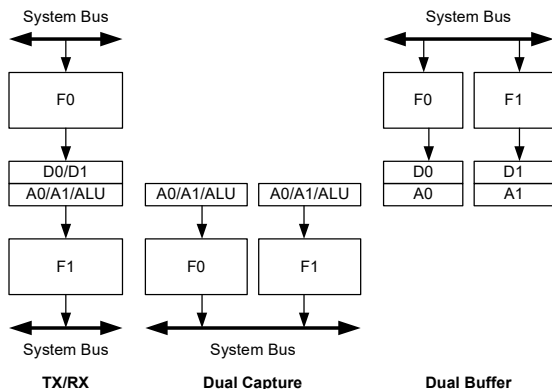 System Bus
System Bus
F0
F0
F1
D0/D1
A0/A1/ALU
A0/A1/ALU
A0/A1/ALU
D0
A0
D1
A1
F1
F0
F1
System Bus
System Bus
TX/RX
Dual Capture
Dual Buffer